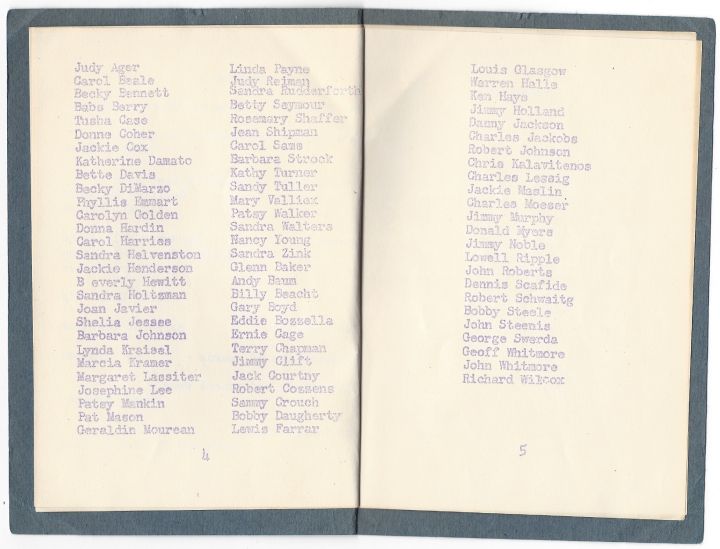 Judy Ager
Carol Beale
Becky Bennett
Babs Berry
Tusha Case
Donne Cober
Jackie Cox
Katherine Damato
Bette Davis
Becky DiMarzo
Phyllis Emmart
Carolyn Golden
Donna Hardin
Carol Harriss
Sandra Helvenston
Jackie Henderson
B everly Hewitt
Sandra Holtzman
Joan Javier
Shelia Jessee
Barbara Johnson
Lynda Kraisel
Marcia Kramer
Margaret Lassiter
Josephine Lee
Patsy Mankin
Pat Mason
Geraldin Mourean
Linda Payne
Judy Reiman
Sandra Rudderforth
Betty Seymour
Rosemary Shaffer
Jean Shipman
Carol Sams
Barbara Strock
Kathy Turner
Sandy Tuller
Mary Valliex
Patsy Walker
Sandra Walters
Nancy Young
Sandra Zink
Glenn Baker
Andy Baum
Billy Beacht
Gary Boyd
Eddie Bozzella
Ernie Cage
Terry Chapman
Jimmy Clift
Jack Courtny
Robert Cozzens
Sammy Crouch
Bobby Daugherty
Lewis Farrar
4
Louis Glasgow
Warren Halle
Ken Hays
Jimmy Holland
Danny Jackson
Charles Jackobs
Robert Johnson
Chris Kalavitenos
Charles Lessig
Jackie Maslin
Charles Moeser
Jimmy Murphy
Donald Myers
Jimmy Noble
Lowell Ripple
John Roberts
Dennis Scafide
Robert Schwaitg
Bobby Steele
John Steenis
George Swerda
Geoff Whitmore
John Whitmore
Richard Wilcox
5